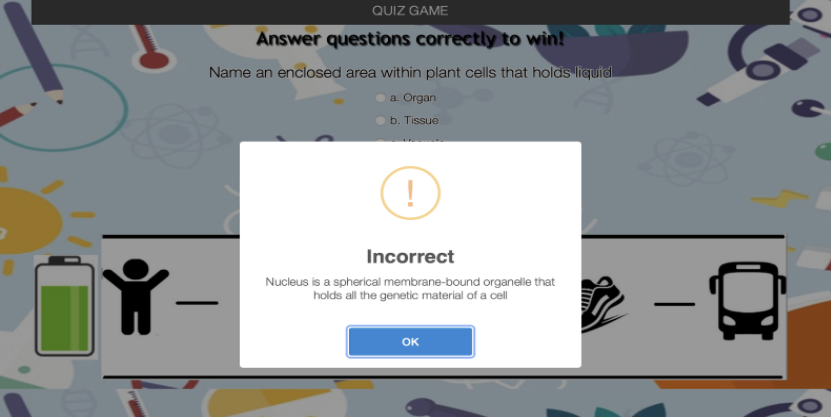 QUIZ GAME
Answer questions correctly to win!
Name an enclosed area within plant cells that holds liquid
a. Organ
b. Tissue
Incorrect
Nucleus is a spherical membrane-bound organelle that
holds all the genetic material of a cell
OK